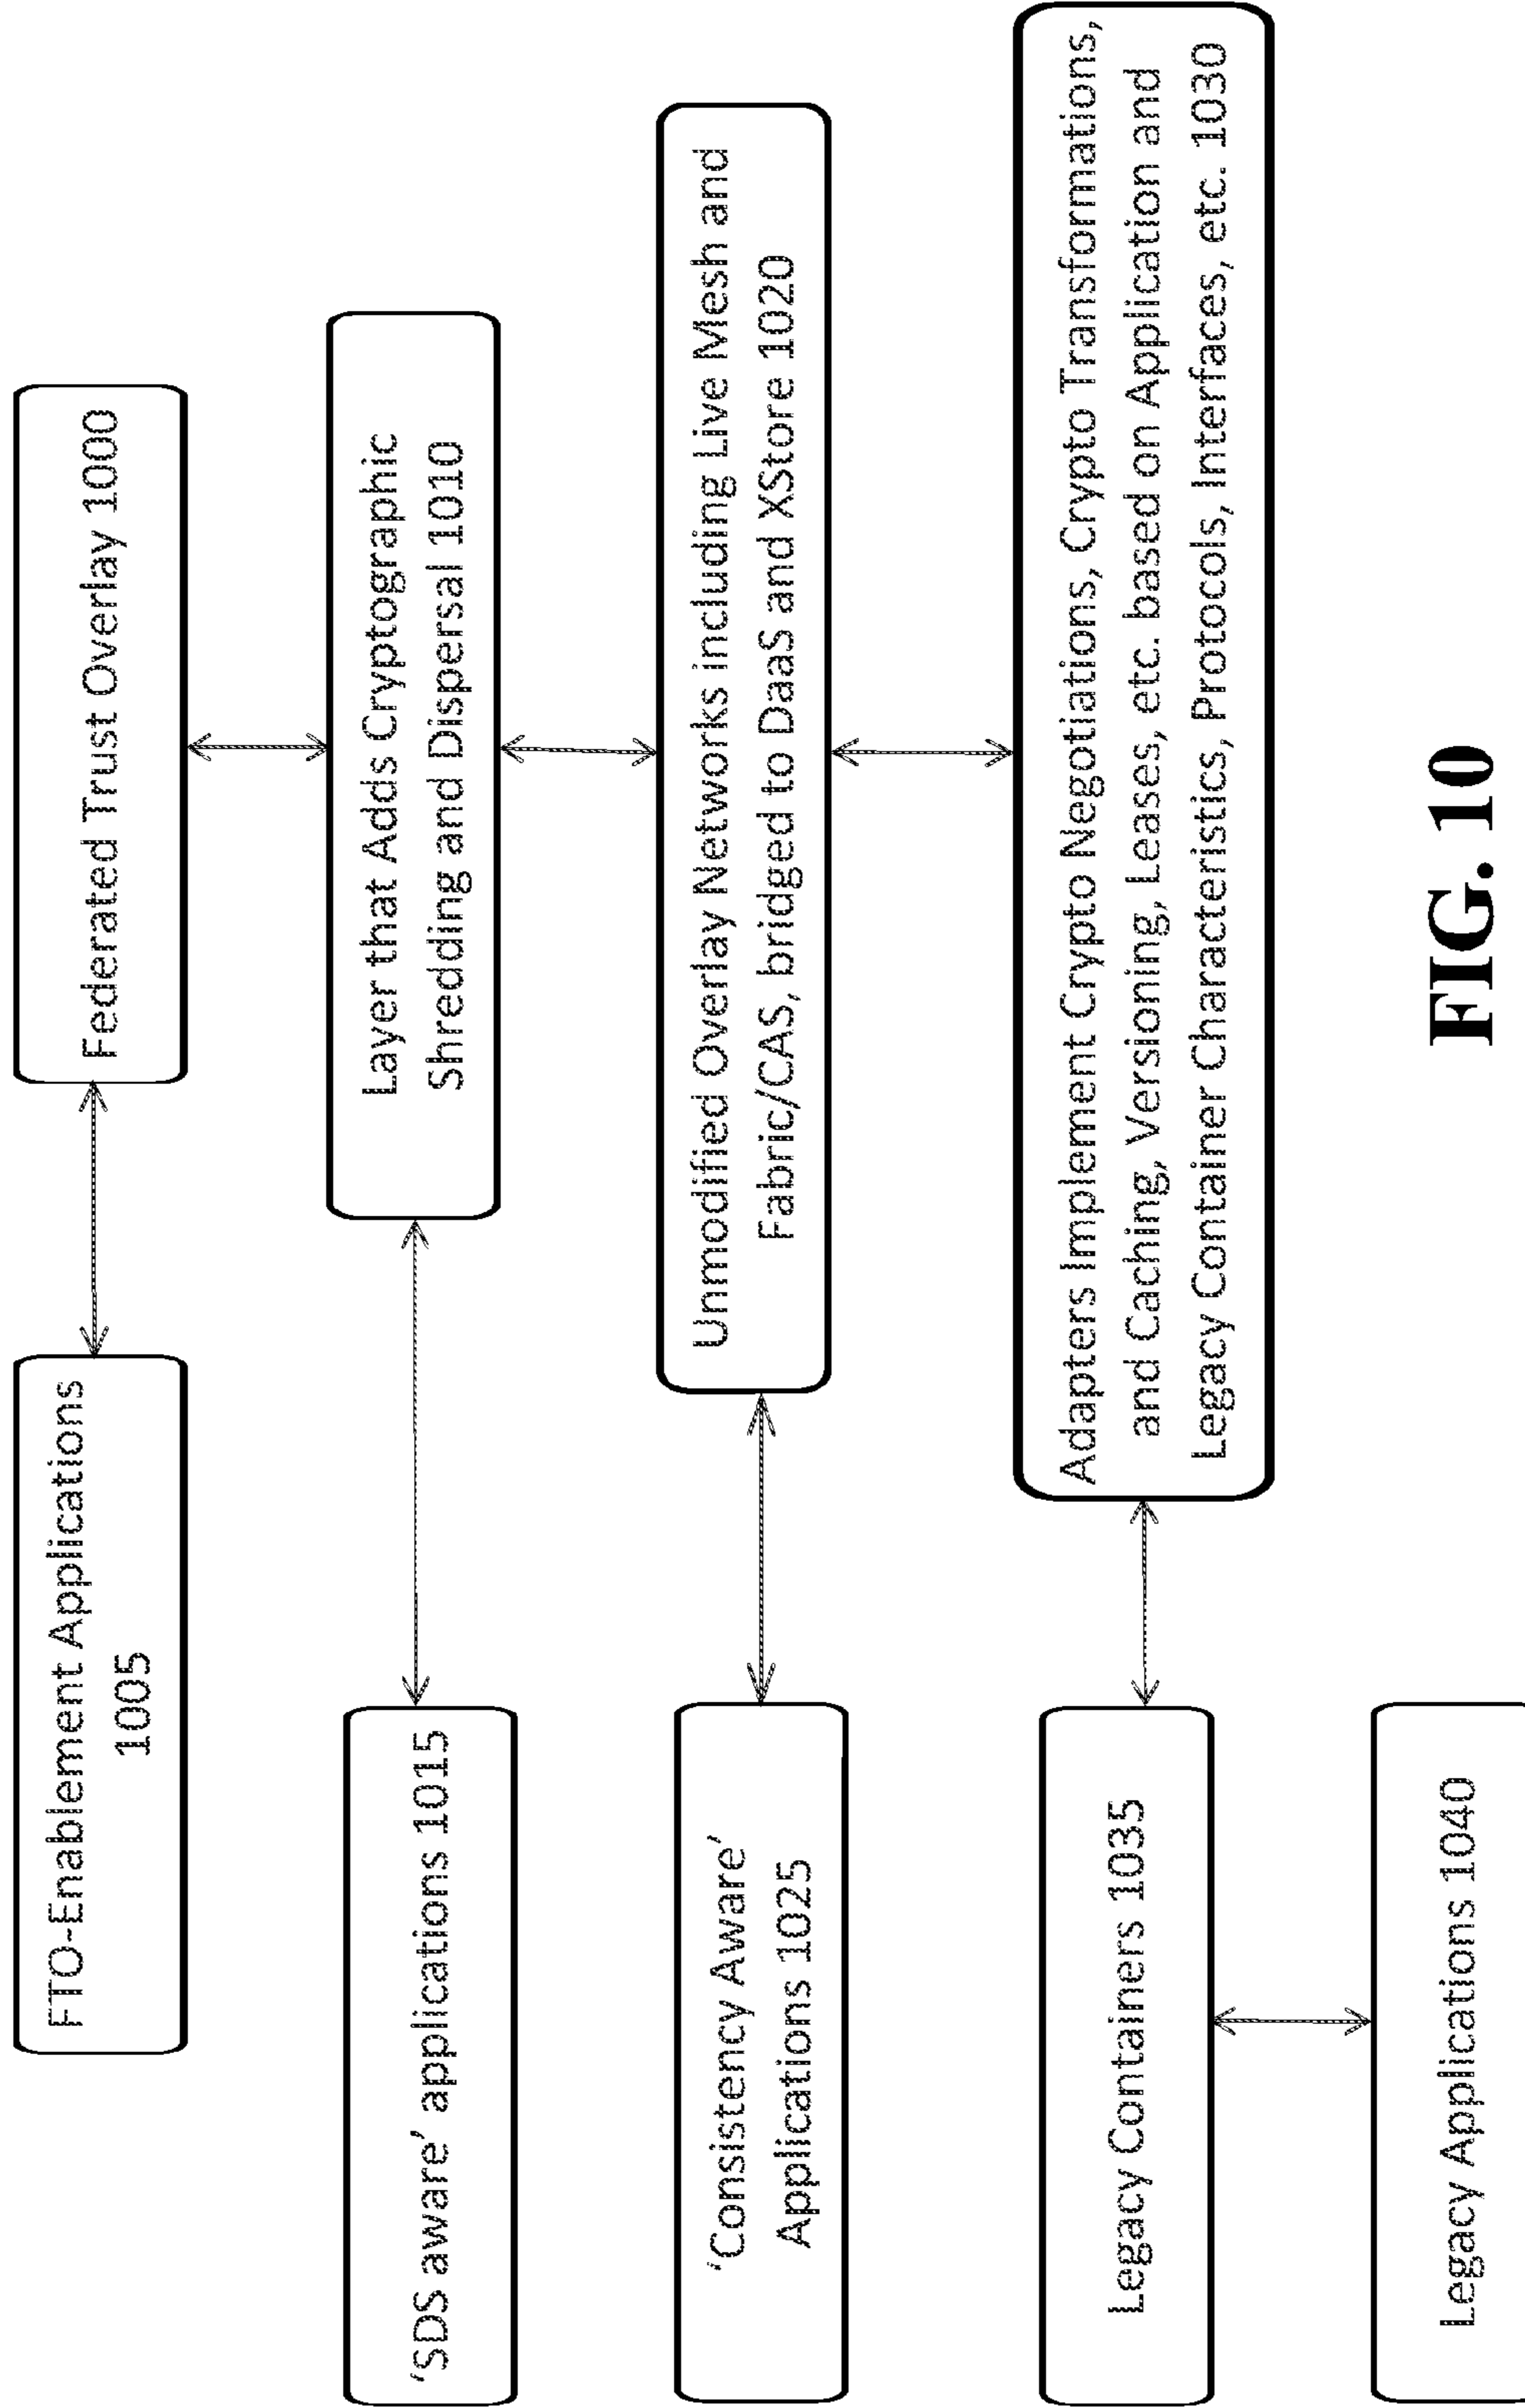 FTO-Enablement Applications
1005
Federated Trust Overlay 1000
'SDS aware' applications 1015
Layer that Adds Cryptographic
Shredding and Dispersal 1010
'Consistency Aware'
Applications 1025
Unmodified Overlay Networks including Live Mesh and
Fabric/CAS, bridged to DaaS and XStore 1020
Legacy Containers 1035
Adapters Implement Crypto Negotiations, Crypto Transformations,
and Caching, Versioning, Leases, etc. based on Application and
Legacy Container Characteristics, Protocols, Interfaces, etc. 1030
Legacy Applications 1040
FIG. 10